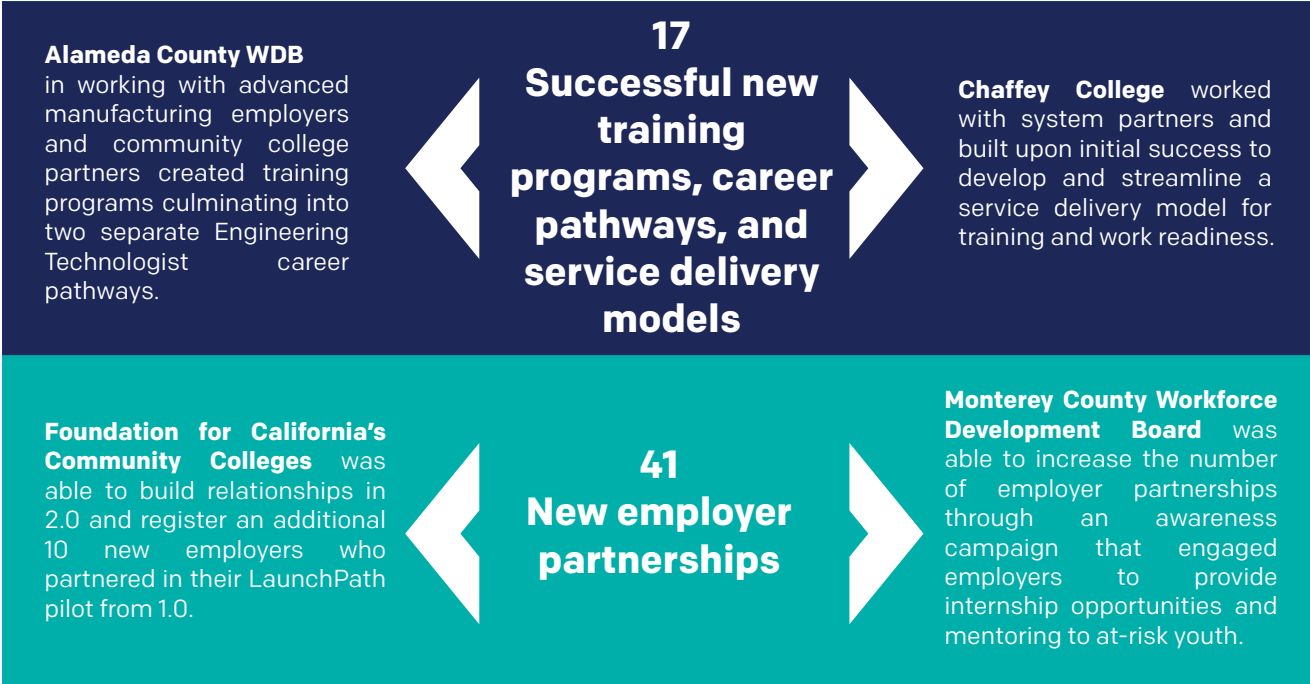 Alameda County WDB
in working with advanced
manufacturing employers
and community college
partners created training
programs culminating into
two separate Engineering
Technologist career
pathways.
17
Successful new
training
programs, career
pathways, and
service delivery
models
Chaffey College worked
with system partners and
built upon initial success to
develop and streamline a
service delivery model for
training and work readiness.
Foundation for California’s
Community Colleges was
able to build relationships in
2.0 and register an additional
10 new employers who
partnered in their LaunchPath
pilot from 1.0.
41
New employer
partnerships
Monterey County Workforce
Development Board was
able to increase the number
of employer partnerships
through an awareness
campaign that engaged
employers to provide
internship opportunities and
mentoring to at-risk youth.